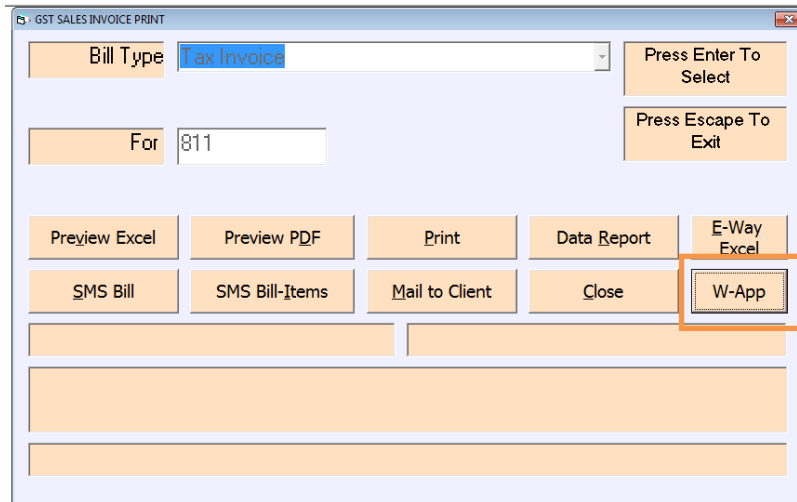 GST SALES INVOICE PRINT
Bill Type
Tax Invoice
Press Enter To
Select
Press Escape To
Exit
For
811
Preview Excel
Preview PDF
Print
Data Report
E-Way
Excel
SMS Bill
SMS Bill-Items
Mail to Client
Close
W-App